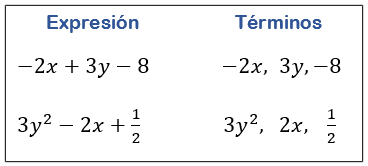 Expresión Términos
−2x + 3y − 8 −2x, 3y, −8
3y² − 2x + 1/2 3y², 2x, 1/2